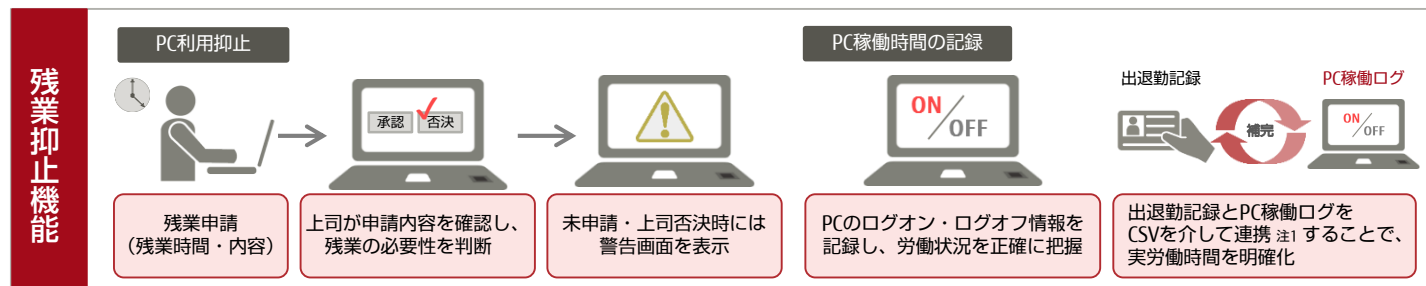 残業抑止機能
PC利用抑止
承認
否決
残業申請
（残業時間・内容）
上司が申請内容を確認し、
残業の必要性を判断
未申請・上司否決時には
警告画面を表示
PC稼働時間の記録
ON/OFF
PCのログオン・ログオフ情報を
記録し、労働状況を正確に把握
出退勤記録
補完
PC稼働ログ
ON/OFF
出退勤記録とPC稼働ログを
CSVを介して連携 注1 することで、
実労働時間を明確化